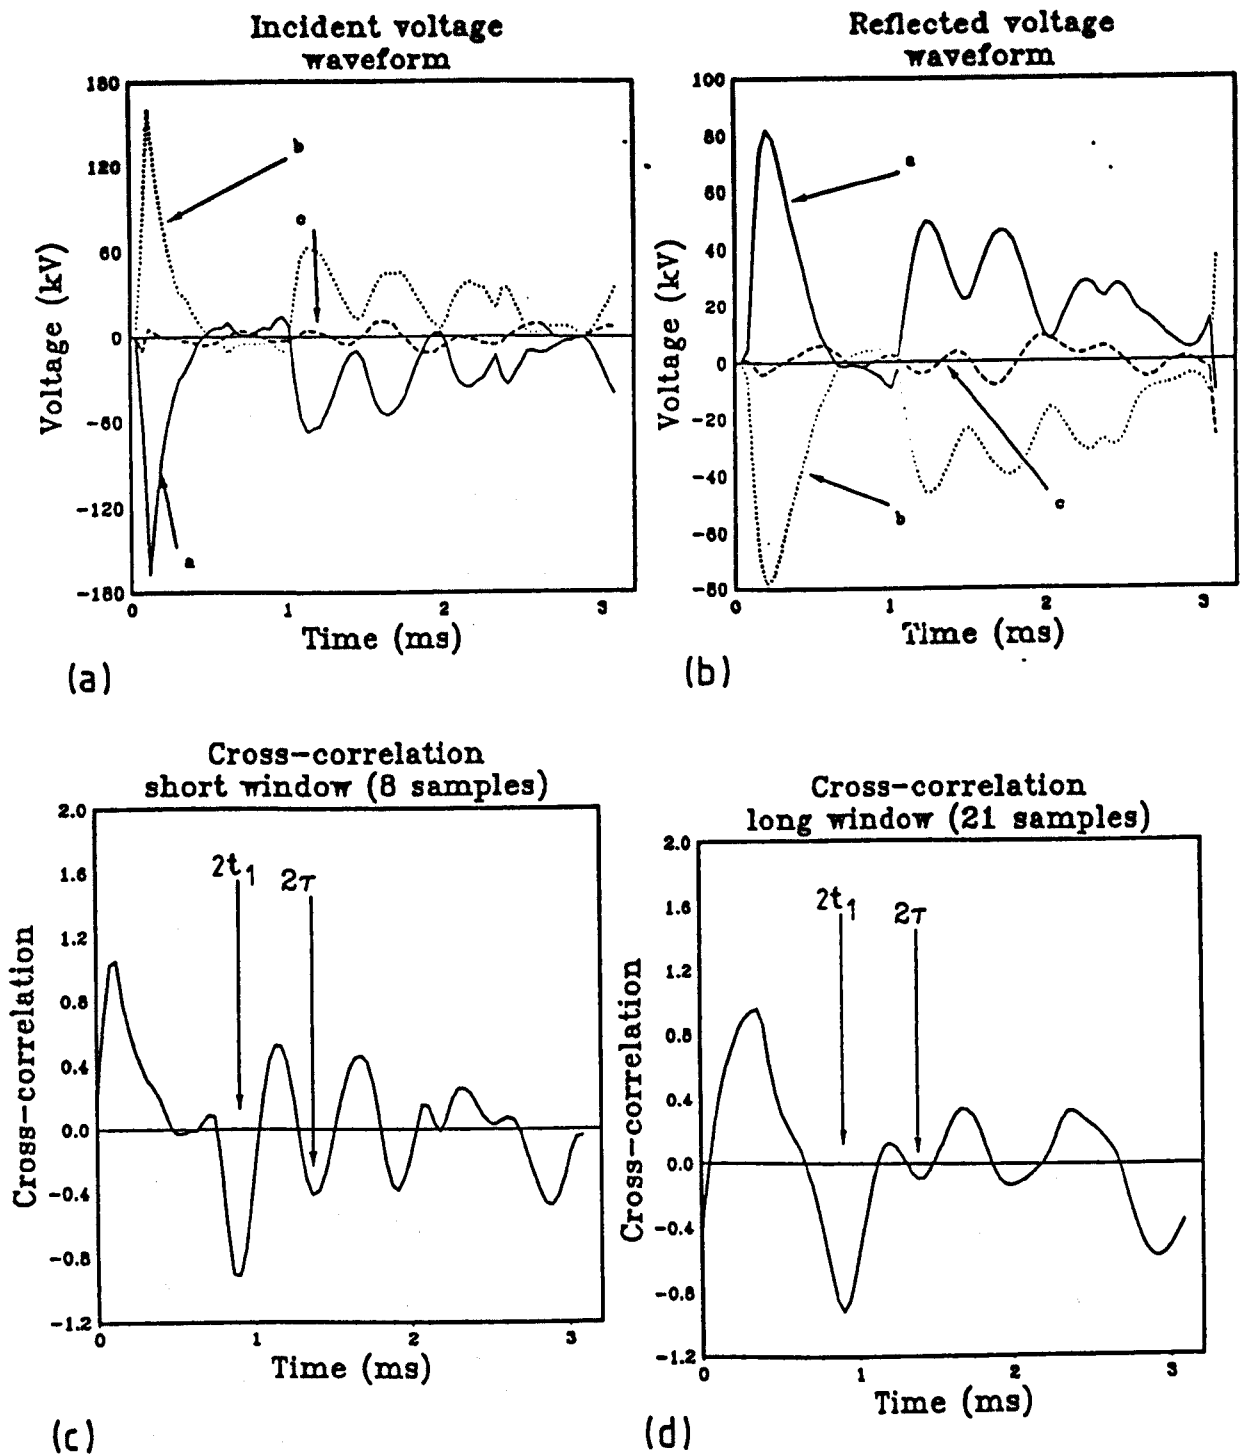 Incident voltage
waveform
180
120
60
0
-60
-120
-180
Voltage (kV)
b
c
a
0 1 2 3
Time (ms)
(a)
Reflected voltage
waveform
100
80
60
40
20
0
-20
-40
-60
-80
Voltage (kV)
a
b
c
0 1 2 3
Time (ms)
(b)
Cross-correlation
short window (8 samples)
2.0
1.6
1.2
0.8
0.4
0.0
-0.4
-0.8
-1.2
Cross-correlation
2t1
2τ
0 1 2 3
Time (ms)
(c)
Cross-correlation
long window (21 samples)
2.0
1.6
1.2
0.8
0.4
0.0
-0.4
-0.8
-1.2
Cross-correlation
2t1
2τ
0 1 2 3
Time (ms)
(d)